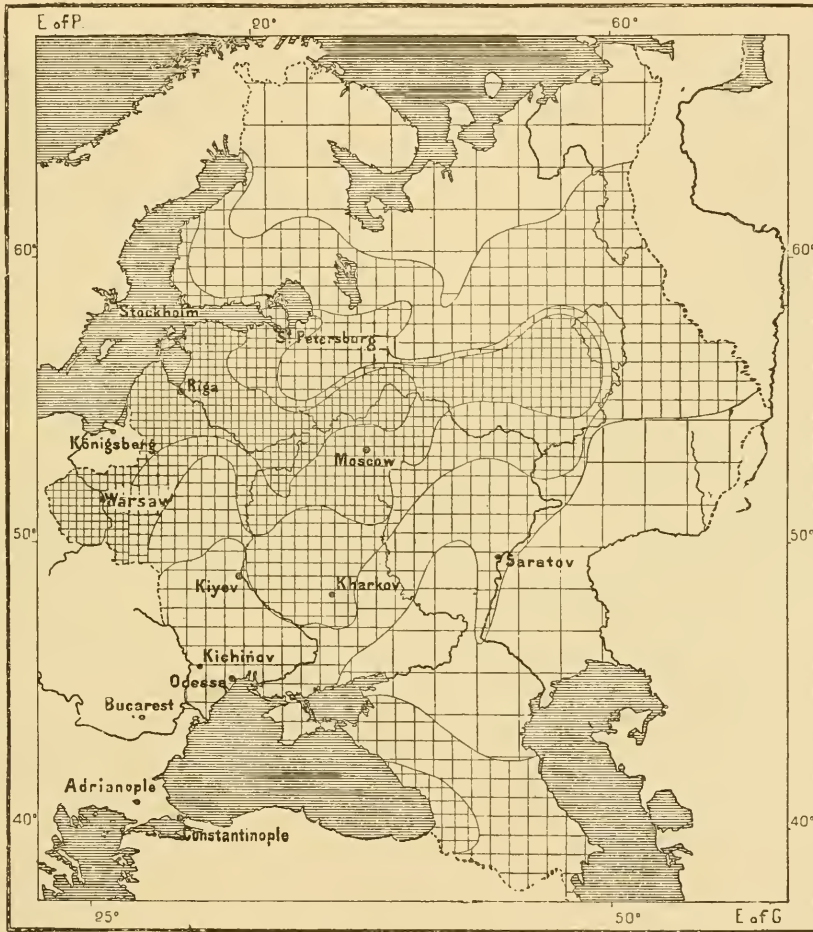 E of P.
20°
60°
60°
60°
Stockholm
St Petersburg
Riga
Königsberg
Moscow
Warsaw
50°
50°
Saratov
Kiyev
Kharkov
Kichinov
Odessa
Bucarest
Adrianople
40°
40°
Constantinople
25°
50°
E of G